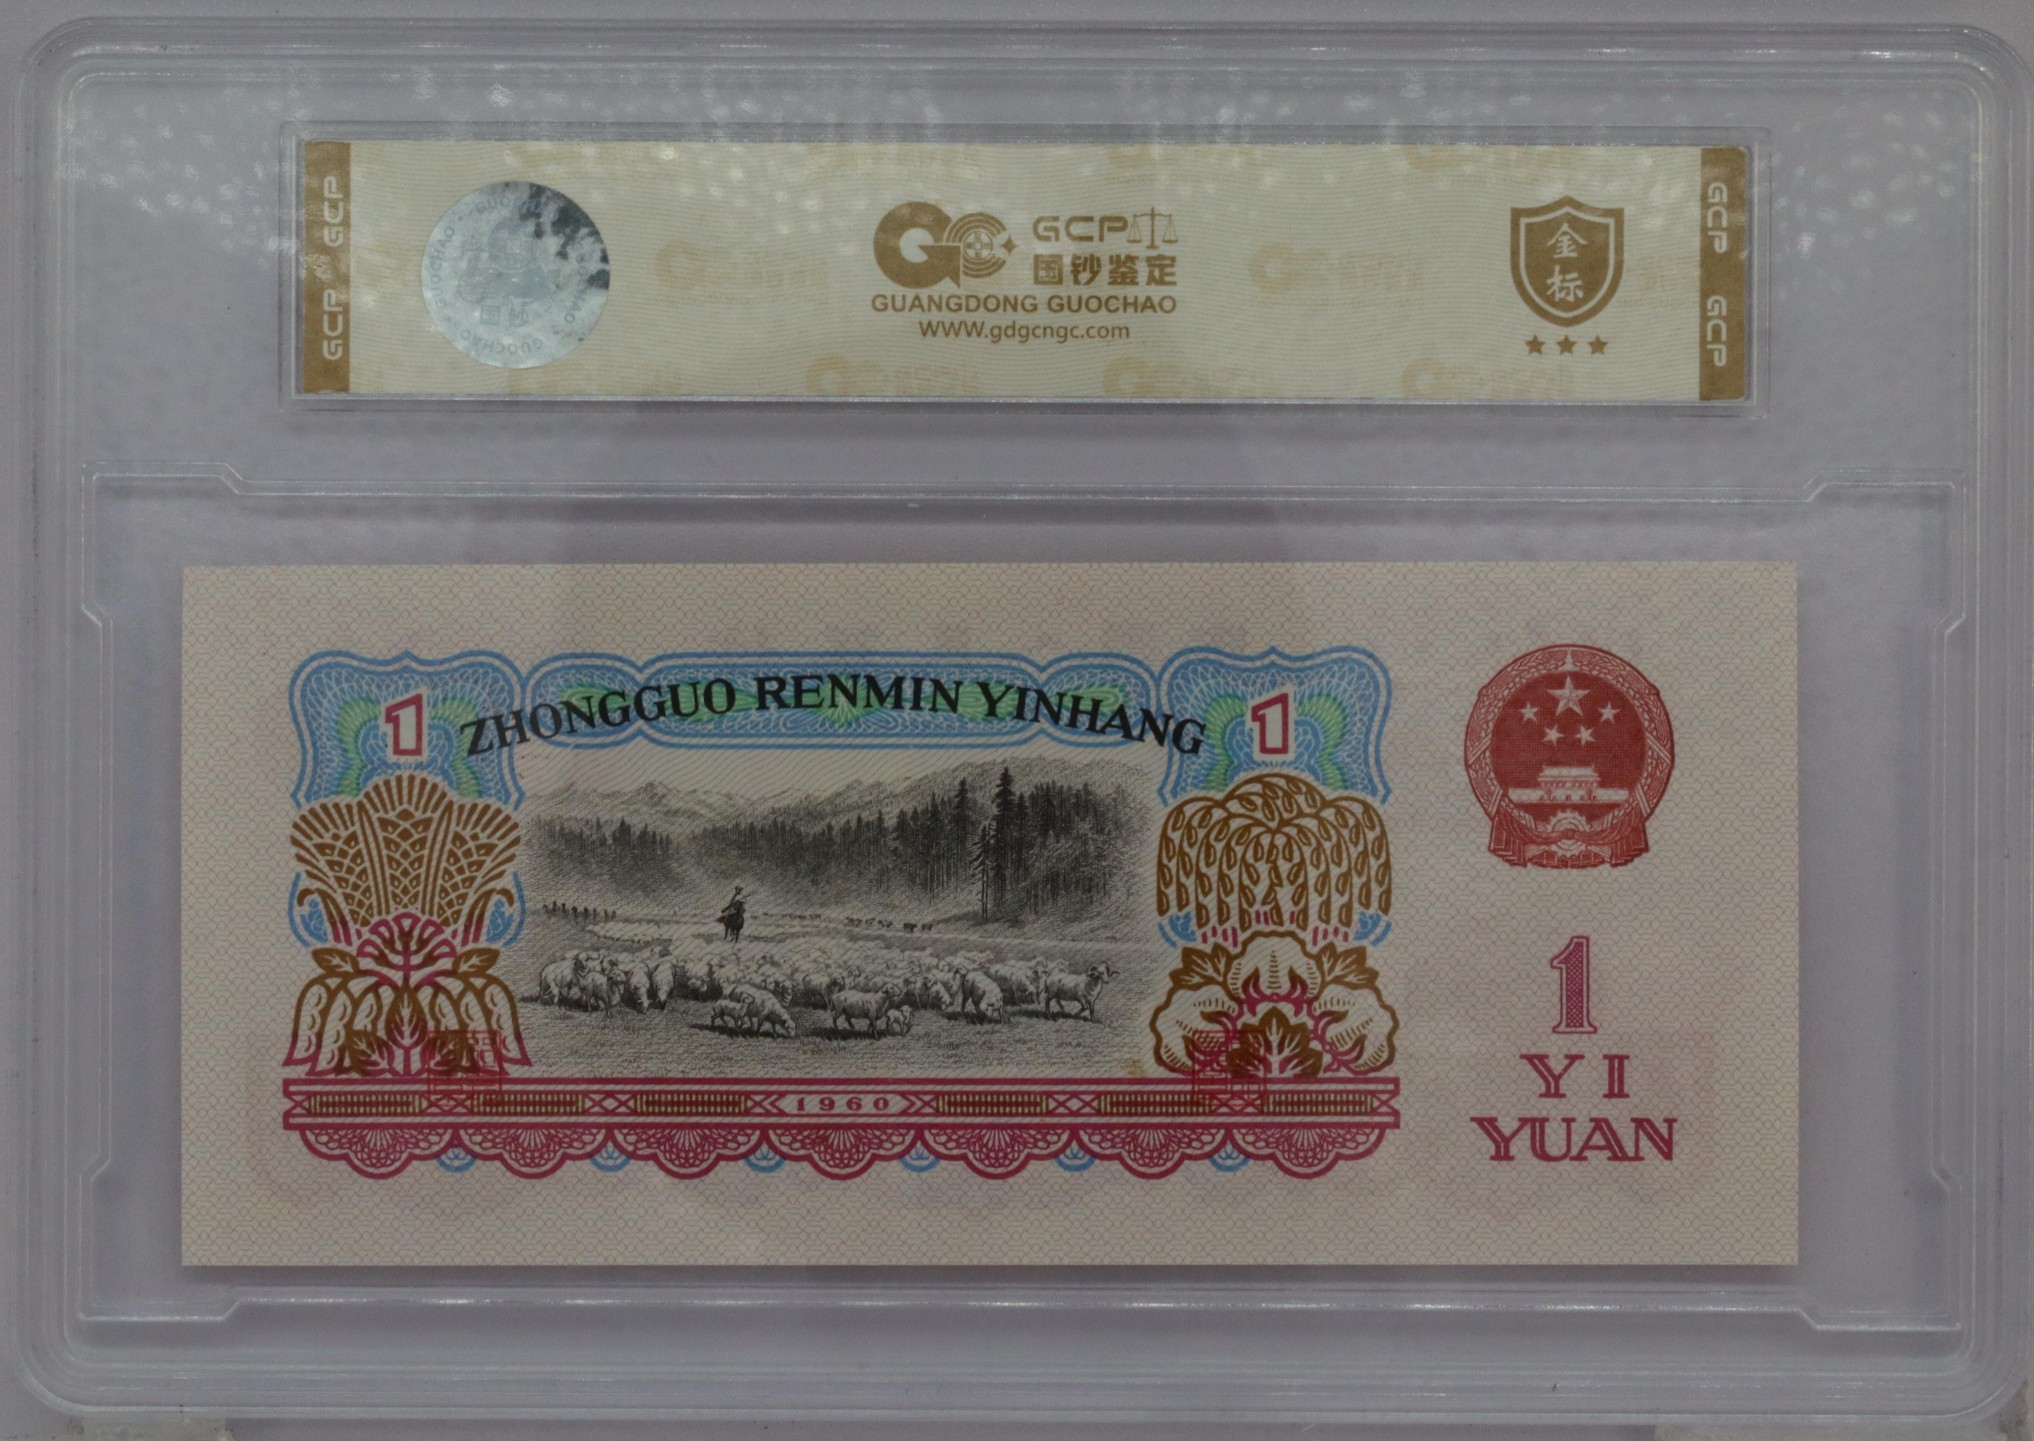 GCP GCP
GCP
国钞鉴定
GUANGDONG GUOCHAO
WWW.gdgcngc.com
金
标
GCP GCP
1
ZHONGGUO RENMIN YINHANG
1
1
YI
YUAN
1960